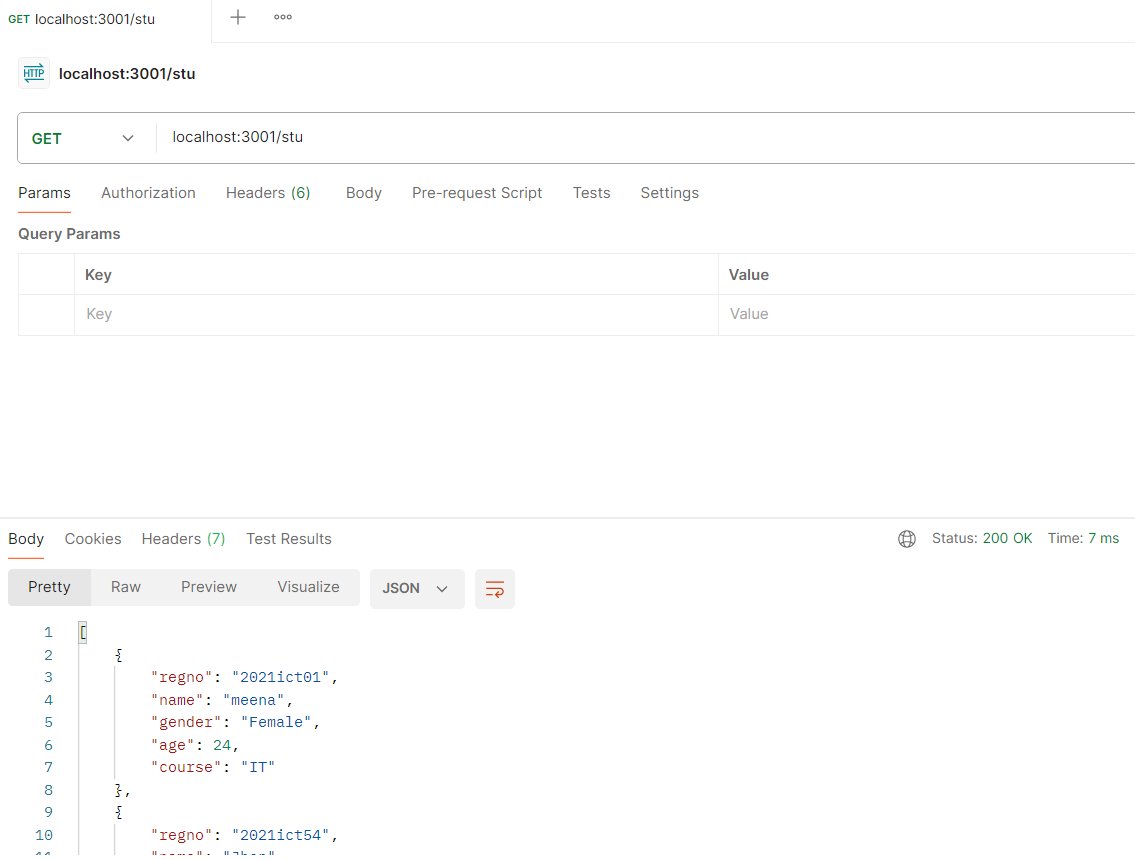 GET localhost:3001/stu
HTTP localhost:3001/stu
GET localhost:3001/stu
Params Authorization Headers (6) Body Pre-request Script Tests Settings
Query Params
Key Value
Key Value
Body Cookies Headers (7) Test Results Status: 200 OK Time: 7 ms
Pretty Raw Preview Visualize JSON
1 [
2 {
3 "regno": "2021ict01",
4 "name": "meena",
5 "gender": "Female",
6 "age": 24,
7 "course": "IT"
8 },
9 {
10 "regno": "2021ict54",